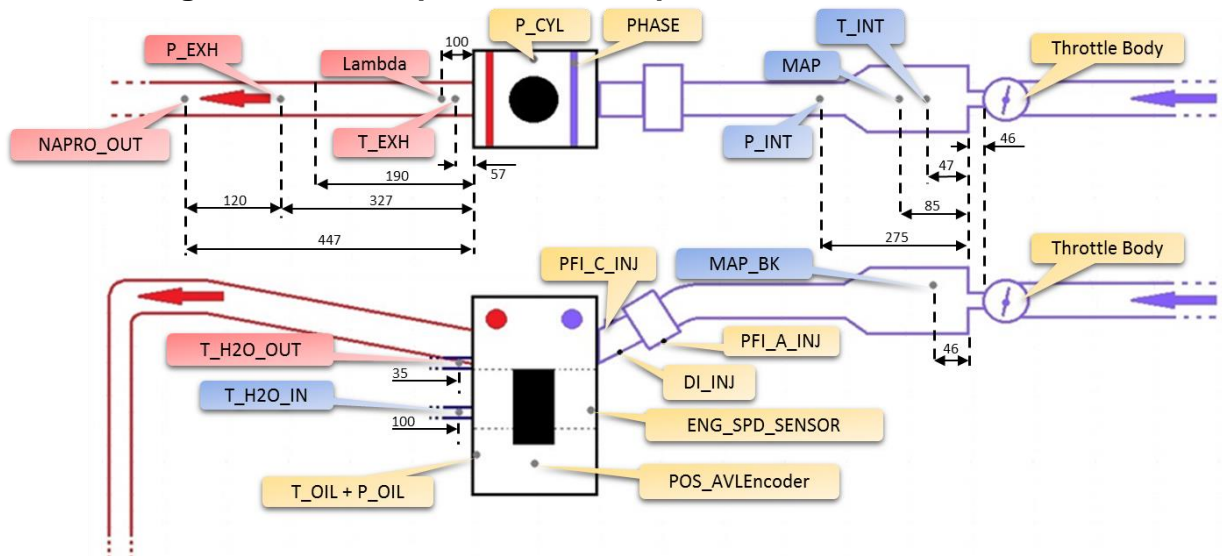 P_CYL
PHASE
T_INT
P_EXH
100
Lambda
MAP
Throttle Body
NAPRO_OUT
T_EXH
P_INT
46
57
47
190
120
327
85
447
275
PFI_C_INJ
MAP_BK
Throttle Body
T_H2O_OUT
PFI_A_INJ
46
35
DI_INJ
T_H2O_IN
100
ENG_SPD_SENSOR
T_OIL + P_OIL
POS_AVLEncoder